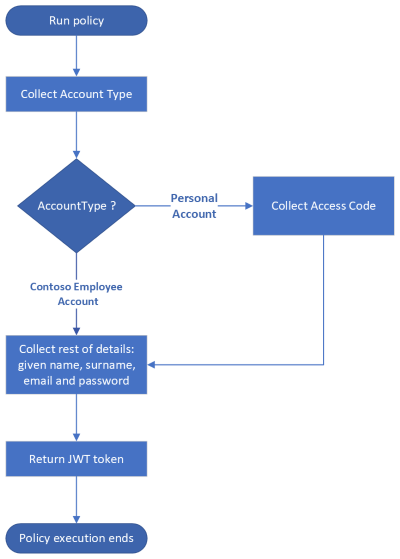 Run policy
Collect Account Type
AccountType ?
Personal
Account
Collect Access Code
Contoso Employee
Account
Collect rest of details:
given name, surname,
email and password
Return JWT token
Policy execution ends